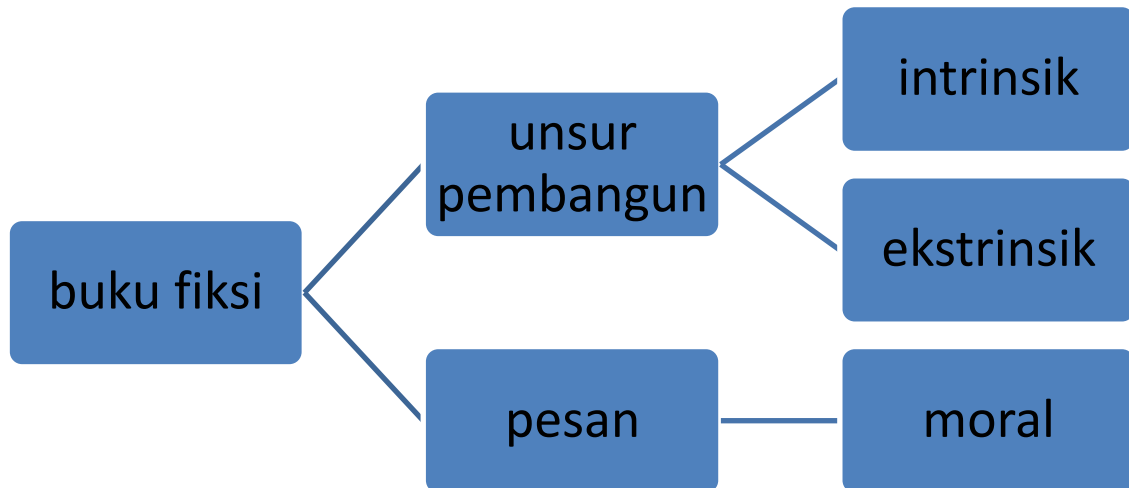 buku fiksi
unsur
pembangun
intrinsik
ekstrinsik
pesan
moral